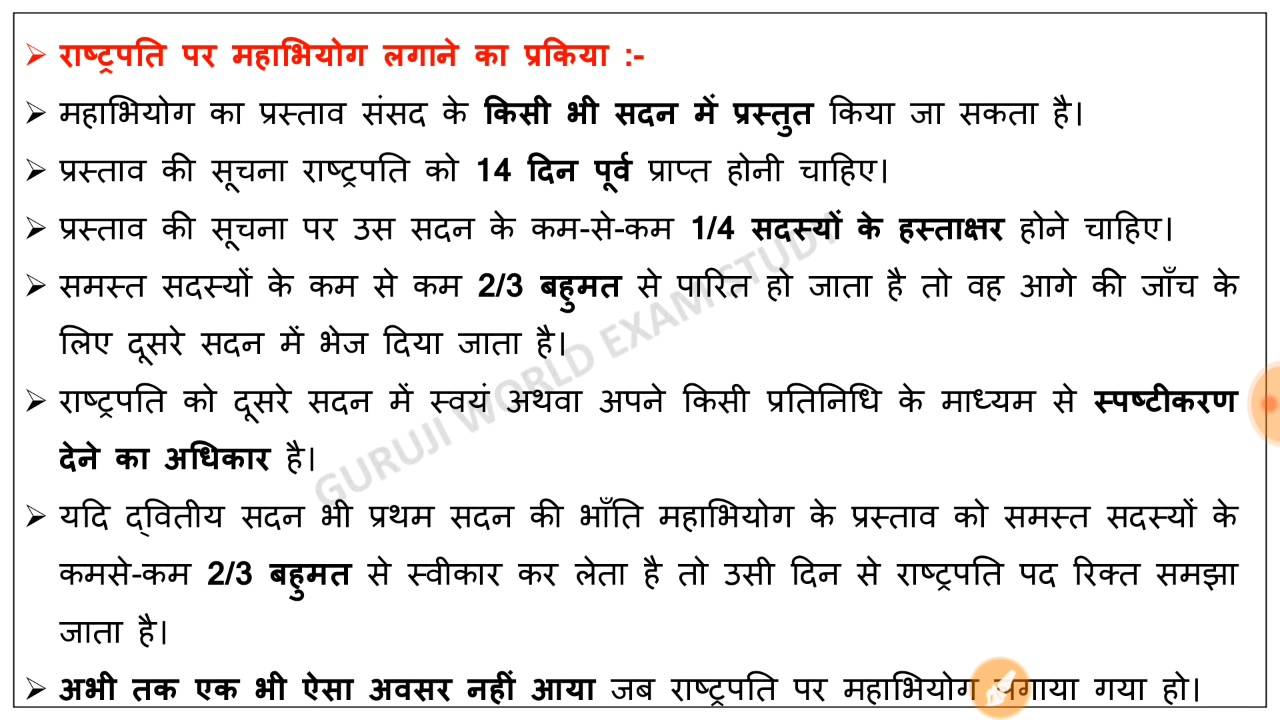 ➢ राष्ट्रपति पर महाभियोग लगाने का प्रकिया :-
➢ महाभियोग का प्रस्ताव संसद के किसी भी सदन में प्रस्तुत किया जा सकता है।
➢ प्रस्ताव की सूचना राष्ट्रपति को 14 दिन पूर्व प्राप्त होनी चाहिए।
➢ प्रस्ताव की सूचना पर उस सदन के कम-से-कम 1/4 सदस्यों के हस्ताक्षर होने चाहिए।
➢ समस्त सदस्यों के कम से कम 2/3 बहुमत से पारित हो जाता है तो वह आगे की जाँच के
लिए दूसरे सदन में भेज दिया जाता है।
➢ राष्ट्रपति को दूसरे सदन में स्वयं अथवा अपने किसी प्रतिनिधि के माध्यम से स्पष्टीकरण
देने का अधिकार है।
➢ यदि द्वितीय सदन भी प्रथम सदन की भाँति महाभियोग के प्रस्ताव को समस्त सदस्यों के
कमसे-कम 2/3 बहुमत से स्वीकार कर लेता है तो उसी दिन से राष्ट्रपति पद रिक्त समझा
जाता है।
➢ अभी तक एक भी ऐसा अवसर नहीं आया जब राष्ट्रपति पर महाभियोग लगाया गया हो।
GURUJI WORLD EXAM STUDY